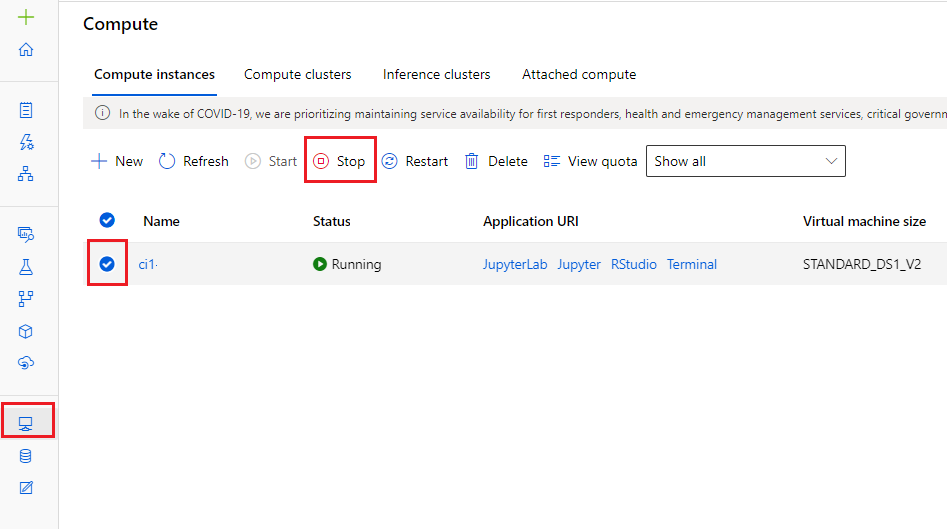 Compute
Compute instances Compute clusters Inference clusters Attached compute
In the wake of COVID-19, we are prioritizing maintaining service availability for first responders, health and emergency management services, critical governm
New Refresh Start Stop Restart Delete View quota Show all
Name Status Application URI Virtual machine size
ci1 Running JupyterLab Jupyter RStudio Terminal STANDARD_DS1_V2